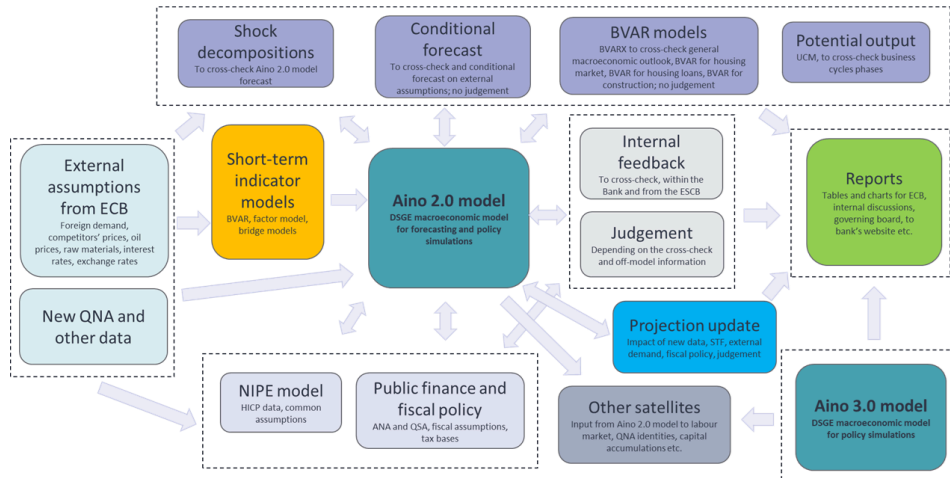 Shock
decompositions
To cross-check Aino 2.0 model
forecast
Conditional
forecast
To cross-check and conditional
forecast on external
assumptions; no judgement
BVAR models
BVARX to cross-check general
macroeconomic outlook, BVAR for housing
market, BVAR for housing loans, BVAR for
construction; no judgement
Potential output
UCM, to cross-check business
cycles phases
External
assumptions
from ECB
Foreign demand,
competitors' prices, oil
prices, raw materials, interest
rates, exchange rates
Short-term
indicator
models
BVAR, factor model,
bridge models
Aino 2.0 model
DSGE macroeconomic model
for forecasting and policy
simulations
Internal
feedback
To cross-check, within the
Bank and from the ESCB
Judgement
Depending on the cross-check
and off-model information
Reports
Tables and charts for ECB,
internal discussions,
governing board, to
bank's website etc.
New QNA and
other data
Projection update
Impact of new data, STF, external
demand, fiscal policy, judgement
NIPE model
HICP data, common
assumptions
Public finance and
fiscal policy
ANA and QSA, fiscal assumptions,
tax bases
Other satellites
Input from Aino 2.0 model to labour
market, QNA identities, capital
accumulations etc.
Aino 3.0 model
DSGE macroeconomic model
for policy simulations